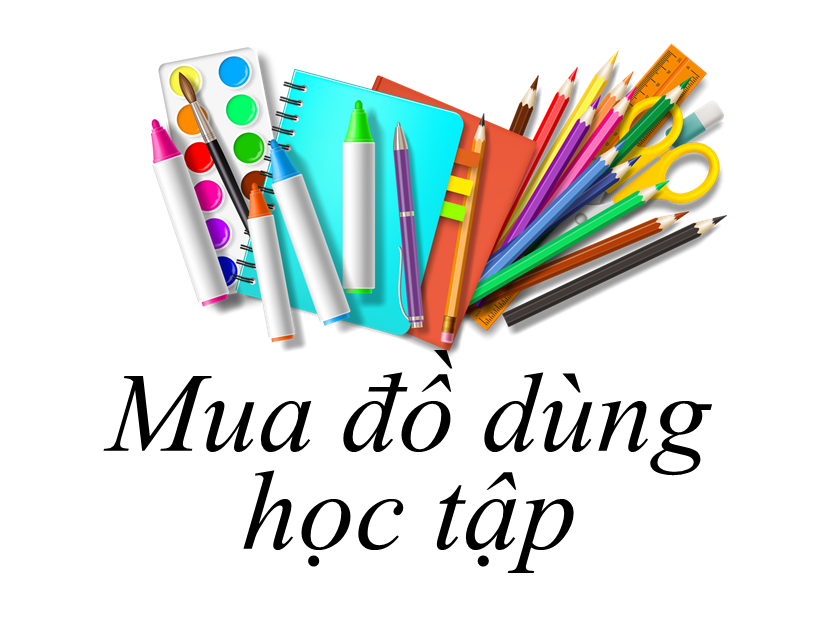 Mua đồ dùng
học tập